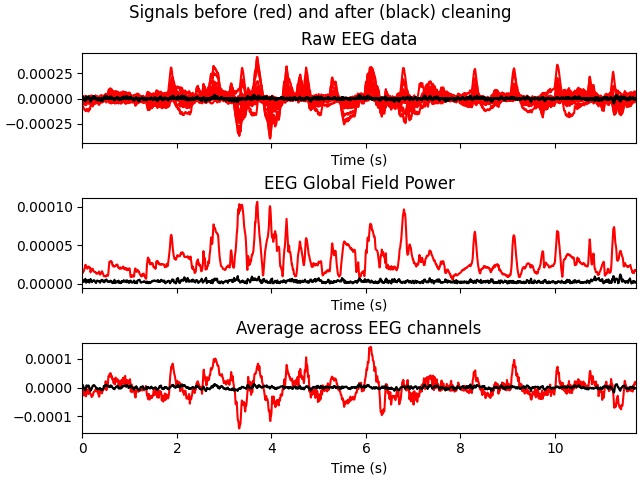 Signals before (red) and after (black) cleaning
Raw EEG data
0.00025
0.00000
−0.00025
Time (s)
EEG Global Field Power
0.00010
0.00005
0.00000
Time (s)
Average across EEG channels
0.0001
0.0000
−0.0001
0 2 4 6 8 10
Time (s)